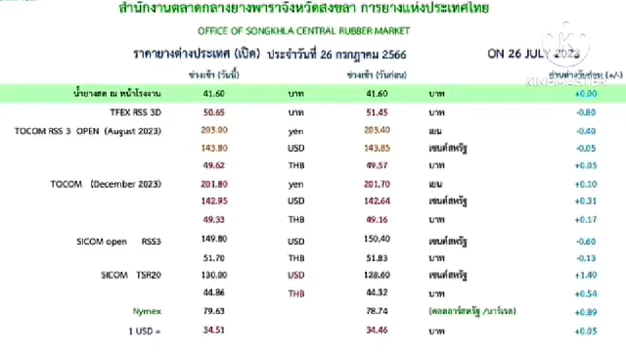 สำนักงานตลาดกลางยางพาราจังหวัดสงขลา การยางแห่งประเทศไทย
OFFICE OF SONGKHLA CENTRAL RUBBER MARKET
ราคายางต่างประเทศ (เปิด) ประจำวันที่ 26 กรกฎาคม 2566 ON 26 JULY 2023
ช่วงเช้า (วันนี้) ช่วงเช้า (วันก่อน) (+/-)
น้ำยางสด ณ หน้าโรงงาน 41.60 บาท 41.60 บาท +0.00
TFEX RSS 3D 50.65 บาท 51.45 บาท -0.80
TOCOM RSS 3 OPEN (August 2023) 203.00 yen 203.40 เยน -0.40
143.80 USD 143.85 เซนต์สหรัฐ -0.05
49.62 THB 49.57 บาท +0.05
TOCOM (December 2023) 201.80 yen 201.70 เยน +0.10
142.95 USD 142.64 เซนต์สหรัฐ +0.31
49.33 THB 49.16 บาท +0.17
SICOM open RSS3 149.80 USD 150.40 เซนต์สหรัฐ -0.60
51.70 THB 51.83 บาท -0.13
SICOM TSR20 130.00 USD 128.60 เซนต์สหรัฐ +1.40
44.86 THB 44.32 บาท +0.54
Nymex 79.63 78.74 (ดอลลาร์สหรัฐ /บาร์เรล) +0.89
1 USD = 34.51 34.46 บาท +0.05
KINEMASTER